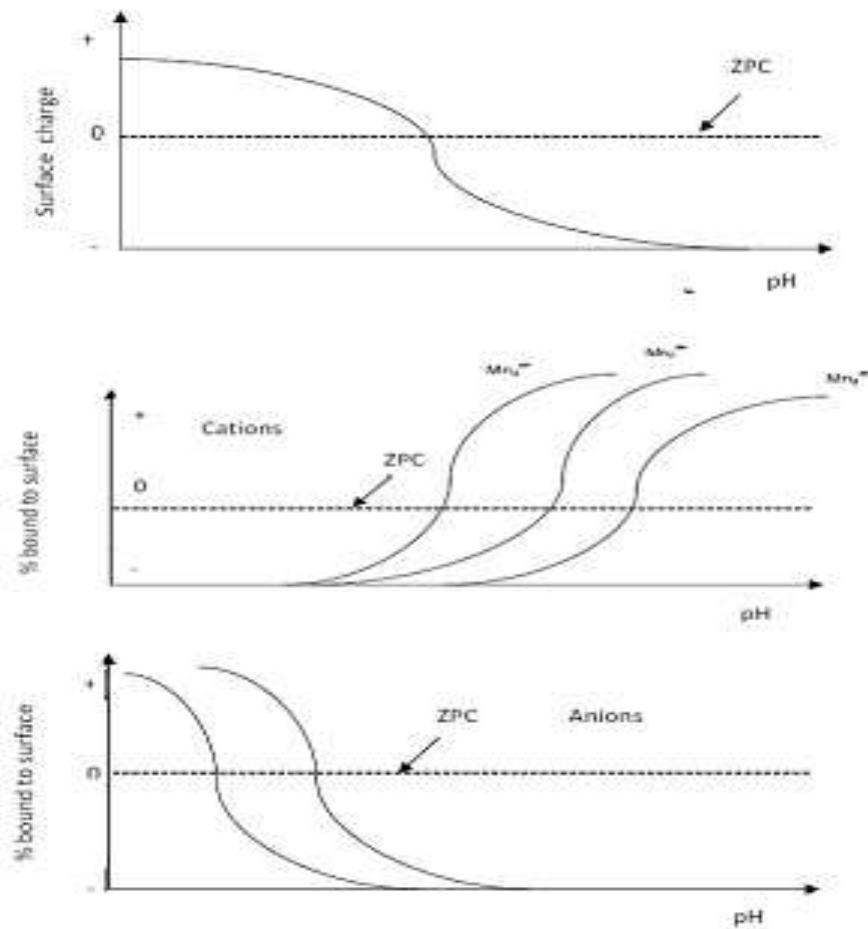 +
ZPC
0
Surface charge
-
pH
+
Cations
ZPC
0
% bound to surface
-
pH
+
ZPC
Anions
0
% bound to surface
-
pH